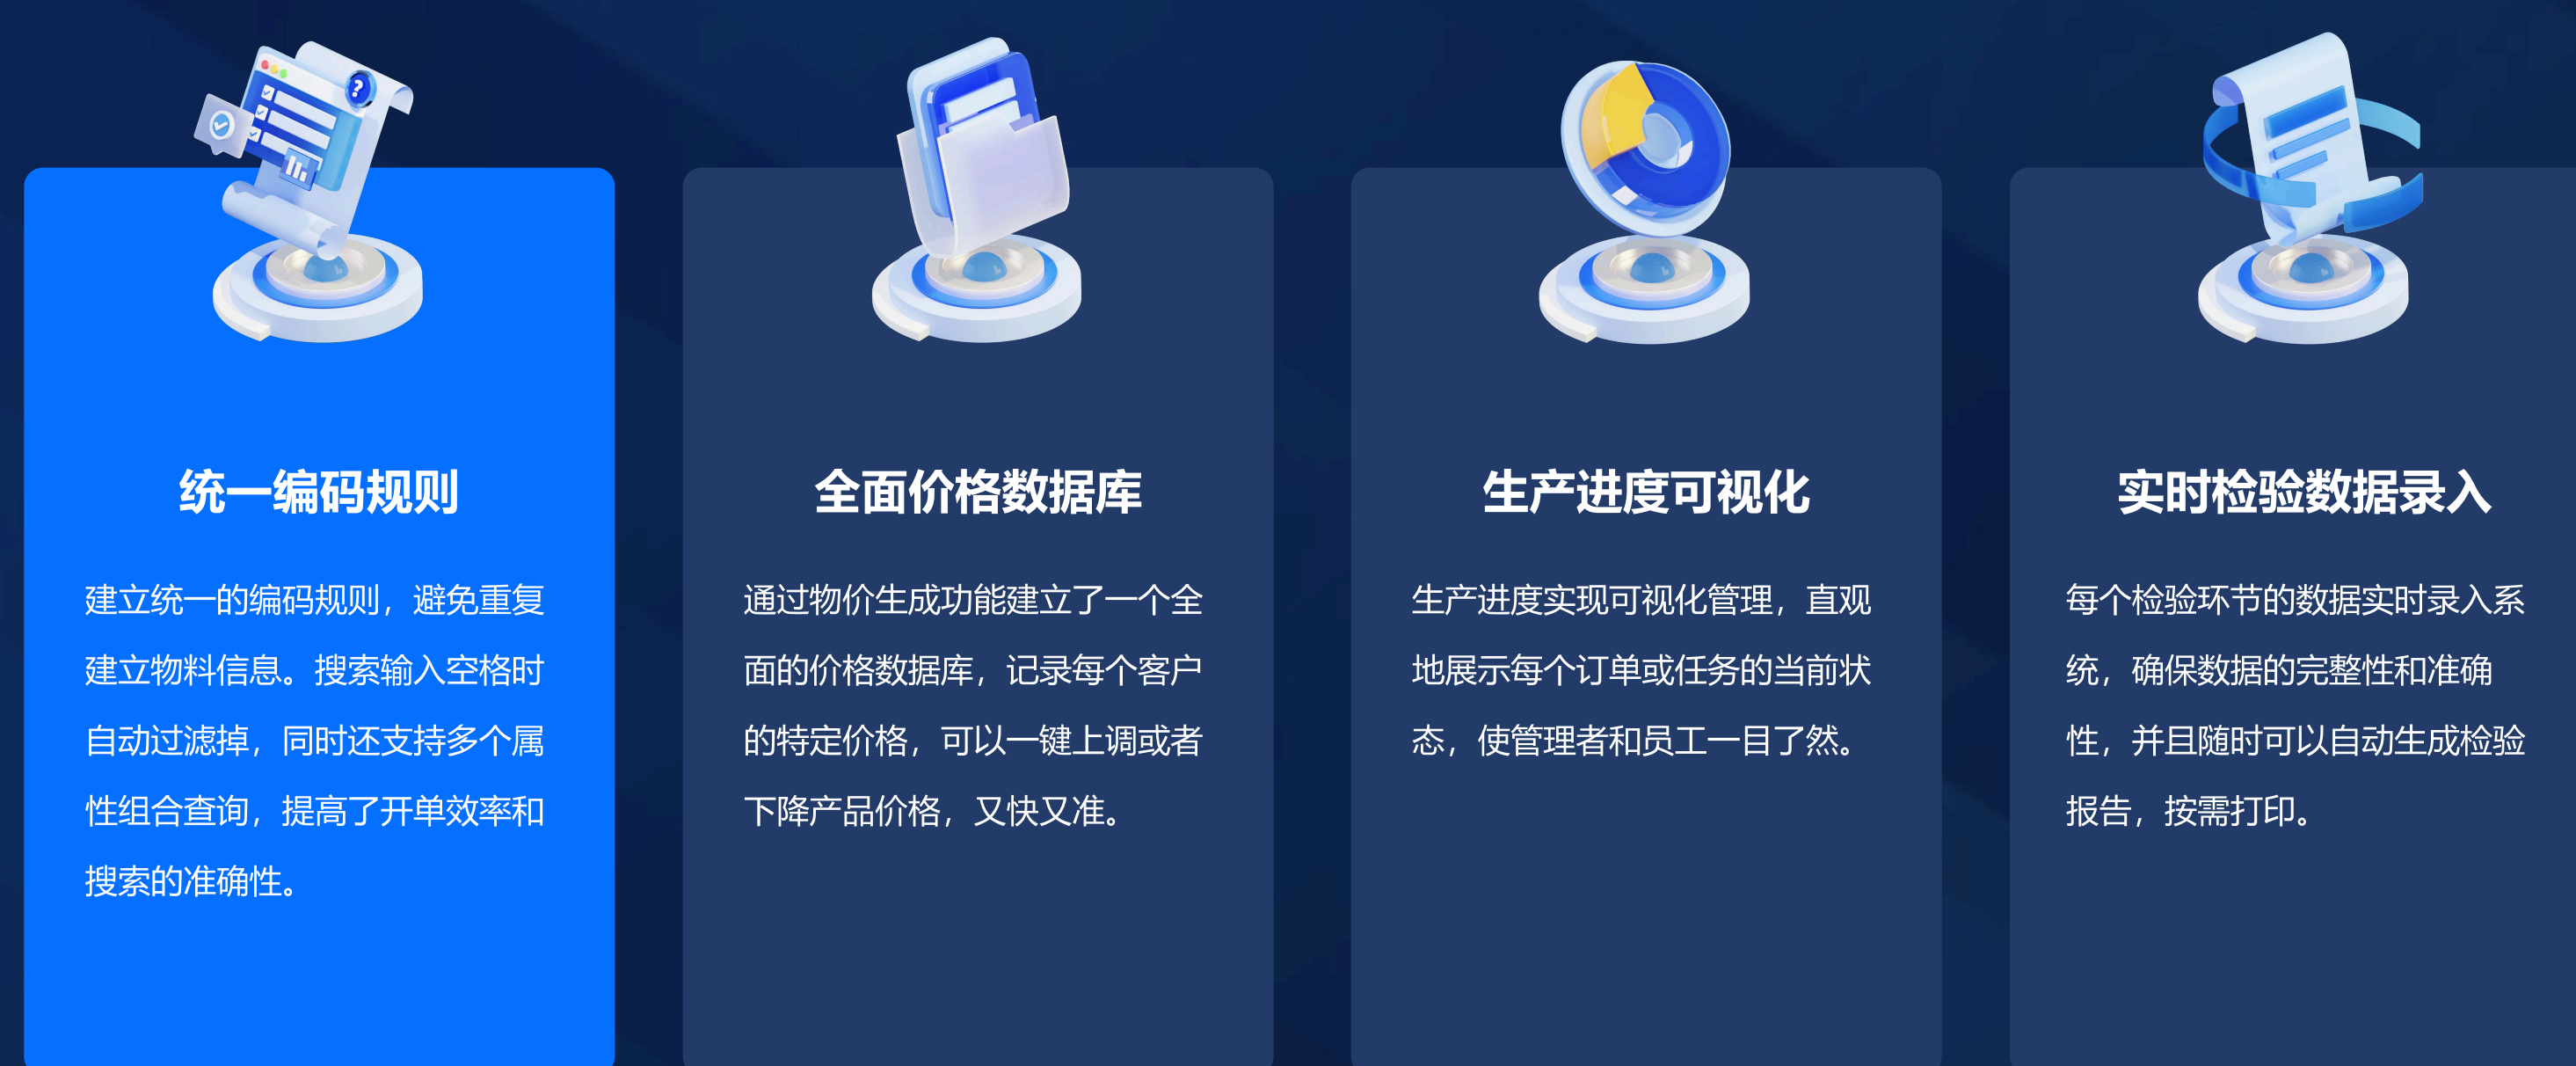 统一编码规则
建立统一的编码规则，避免重复
建立物料信息。搜索输入空格时
自动过滤掉，同时还支持多个属
性组合查询，提高了开单效率和
搜索的准确性。
全面价格数据库
通过物价生成功能建立了一个全
面的价格数据库，记录每个客户
的特定价格，可以一键上调或者
下降产品价格，又快又准。
生产进度可视化
生产进度实现可视化管理，直观
地展示每个订单或任务的当前状
态，使管理者和员工一目了然。
实时检验数据录入
每个检验环节的数据实时录入系
统，确保数据的完整性和准确
性，并且随时可以自动生成检验
报告，按需打印。